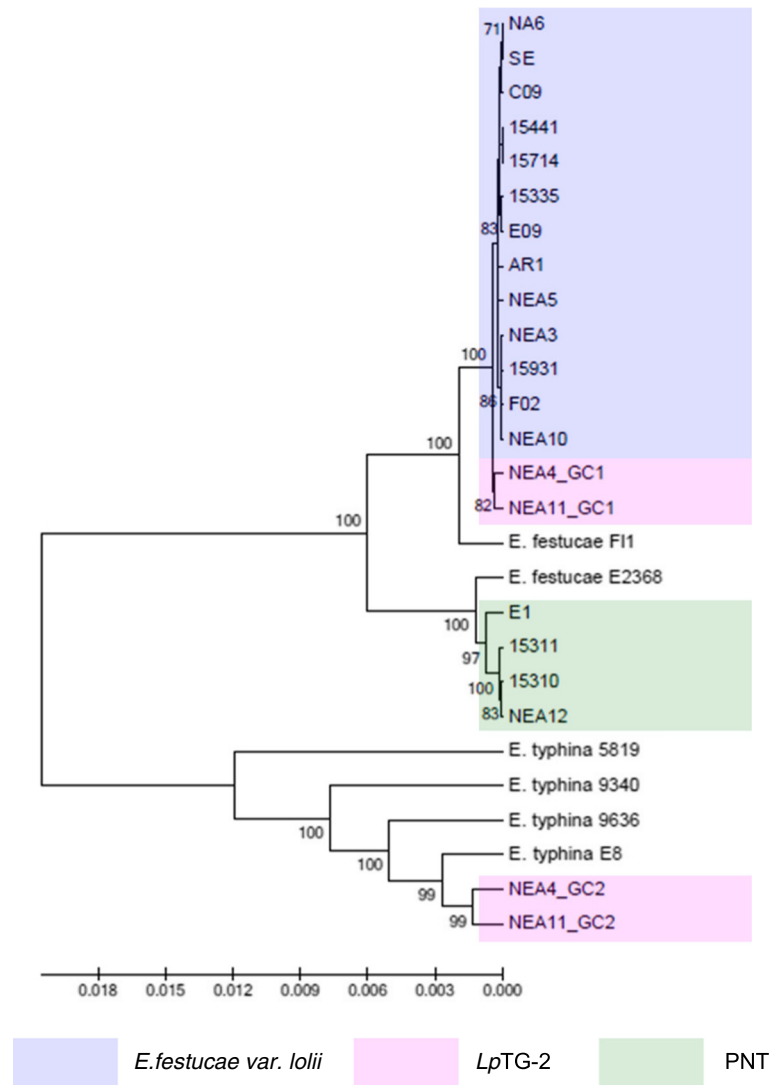 71
NA6
SE
C09
15441
15714
15335
83
E09
AR1
NEA5
NEA3
100
15931
86
F02
100
NEA10
NEA4_GC1
82
NEA11_GC1
100
E. festucae Fl1
E. festucae E2368
E1
100
15311
97
15310
100
83
NEA12
E. typhina 5819
E. typhina 9340
100
E. typhina 9636
100
E. typhina E8
99
NEA4_GC2
99
NEA11_GC2
0.018 0.015 0.012 0.009 0.006 0.003 0.000
E.festucae var. lolii LpTG-2 PNT